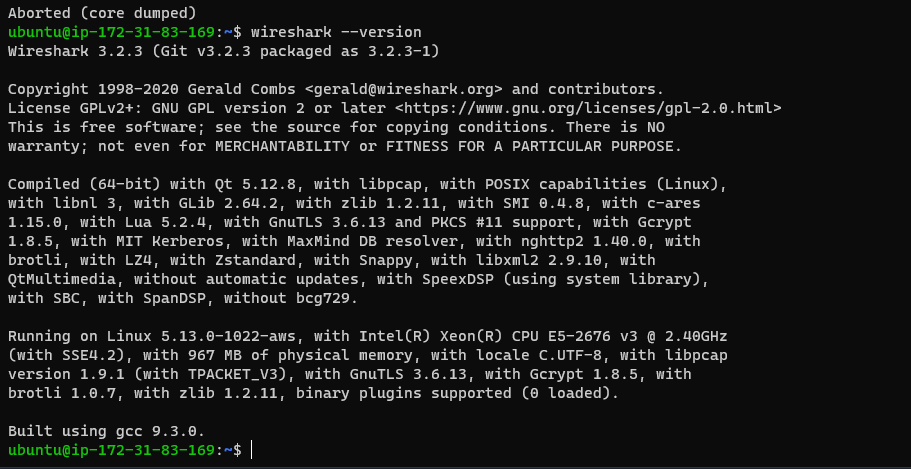 Aborted (core dumped)
ubuntu@ip-172-31-83-169:~$ wireshark --version
Wireshark 3.2.3 (Git v3.2.3 packaged as 3.2.3-1)

Copyright 1998-2020 Gerald Combs <gerald@wireshark.org> and contributors.
License GPLv2+: GNU GPL version 2 or later <https://www.gnu.org/licenses/gpl-2.0.html>
This is free software; see the source for copying conditions. There is NO
warranty; not even for MERCHANTABILITY or FITNESS FOR A PARTICULAR PURPOSE.

Compiled (64-bit) with Qt 5.12.8, with libpcap, with POSIX capabilities (Linux),
with libnl 3, with GLib 2.64.2, with zlib 1.2.11, with SMI 0.4.8, with c-ares
1.15.0, with Lua 5.2.4, with GnuTLS 3.6.13 and PKCS #11 support, with Gcrypt
1.8.5, with MIT Kerberos, with MaxMind DB resolver, with nghttp2 1.40.0, with
brotli, with LZ4, with Zstandard, with Snappy, with libxml2 2.9.10, with
QtMultimedia, without automatic updates, with SpeexDSP (using system library),
with SBC, with SpanDSP, without bcg729.

Running on Linux 5.13.0-1022-aws, with Intel(R) Xeon(R) CPU E5-2676 v3 @ 2.40GHz
(with SSE4.2), with 967 MB of physical memory, with locale C.UTF-8, with libpcap
version 1.9.1 (with TPACKET_V3), with GnuTLS 3.6.13, with Gcrypt 1.8.5, with
brotli 1.0.7, with zlib 1.2.11, binary plugins supported (0 loaded).

Built using gcc 9.3.0.
ubuntu@ip-172-31-83-169:~$